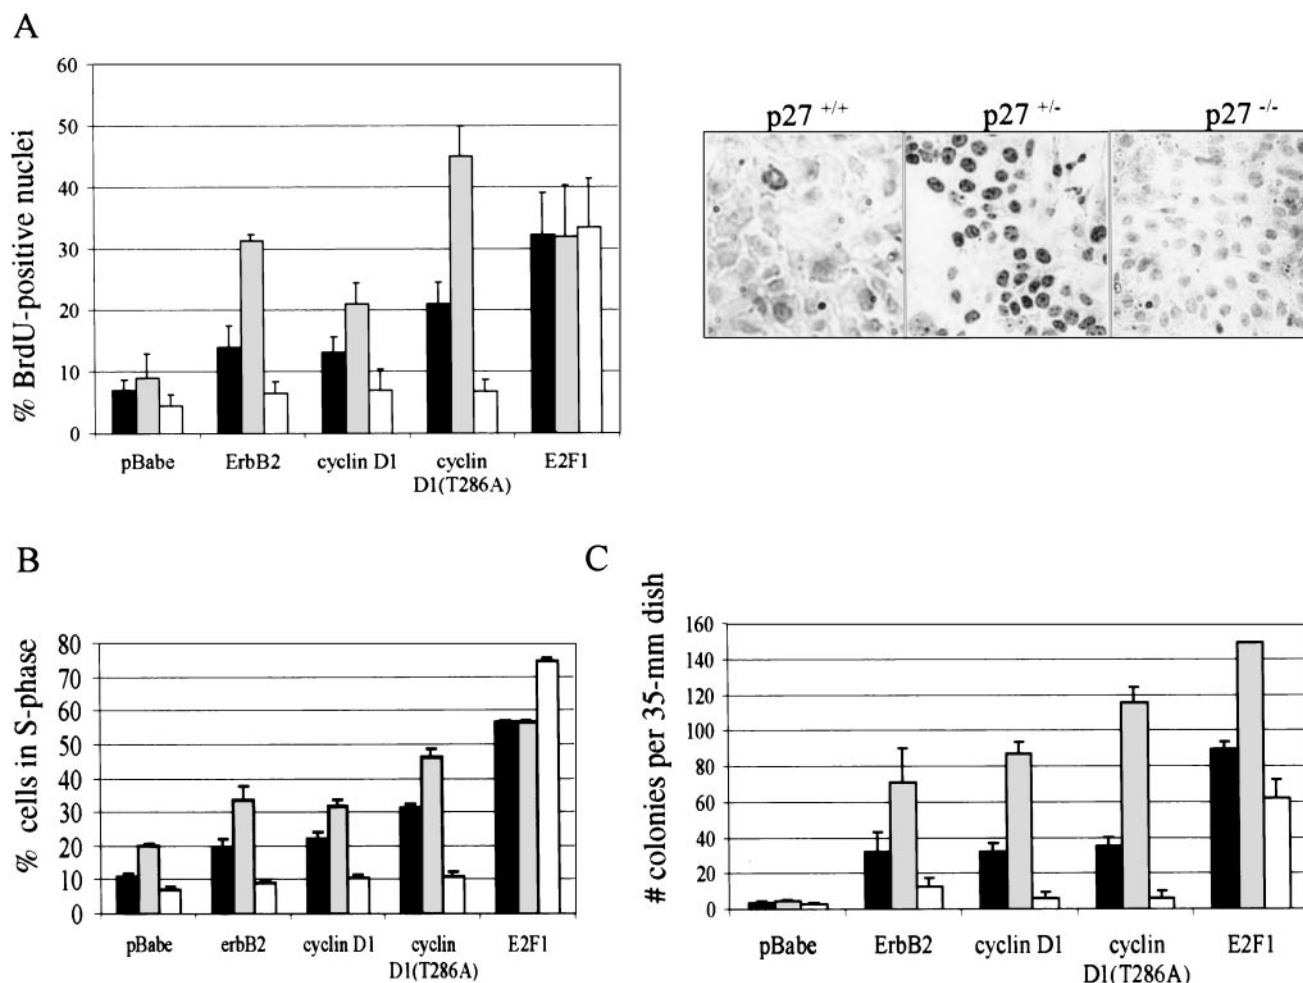 A
% BrdU-positive nuclei
60
50
40
30
20
10
0
pBabe ErbB2 cyclin D1 cyclin D1(T286A) E2F1
p27 +/+ p27 +/- p27 -/-
B
% cells in S-phase
80
70
60
50
40
30
20
10
0
pBabe erbB2 cyclin D1 cyclin D1(T286A) E2F1
C
# colonies per 35-mm dish
160
140
120
100
80
60
40
20
0
pBabe ErbB2 cyclin D1 cyclin D1(T286A) E2F1